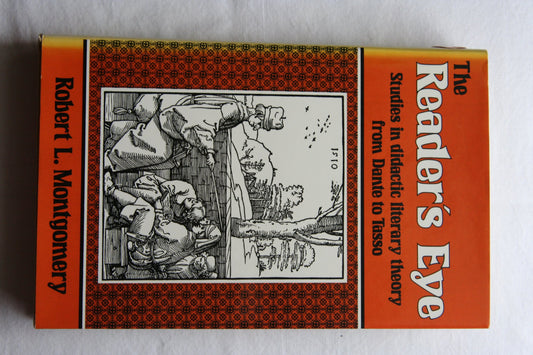 The
Reader's Eye
Studies in didactic literary theory
from Dante to Tasso
1510
Robert L. Montgomery